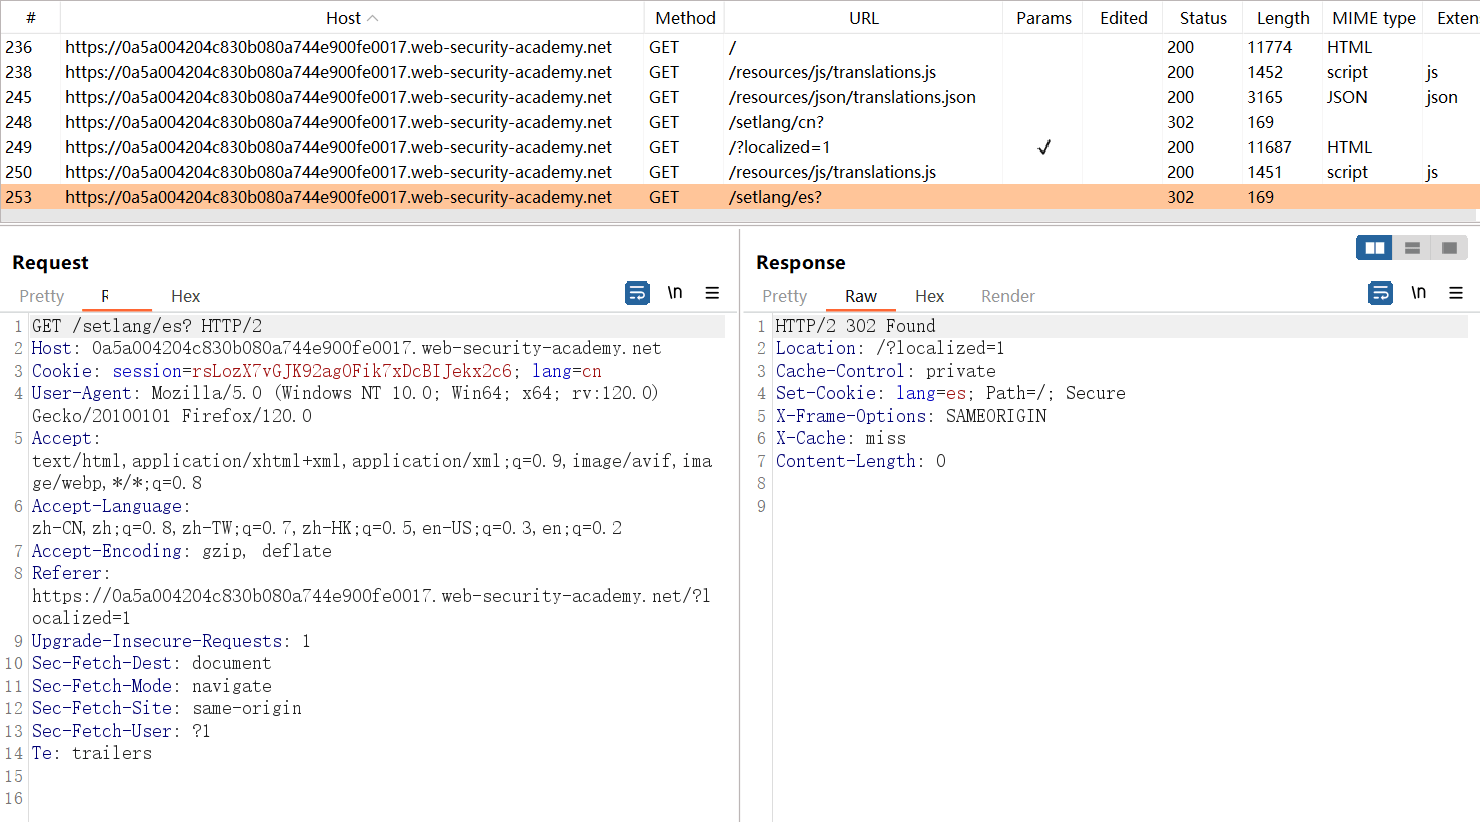 # Host Method URL Params Edited Status Length MIME type Exten
236 https://0a5a004204c830b080a744e900fe0017.web-security-academy.net GET / 200 11774 HTML
238 https://0a5a004204c830b080a744e900fe0017.web-security-academy.net GET /resources/js/translations.js 200 1452 script js
245 https://0a5a004204c830b080a744e900fe0017.web-security-academy.net GET /resources/json/translations.json 200 3165 JSON json
248 https://0a5a004204c830b080a744e900fe0017.web-security-academy.net GET /setlang/cn? 302 169
249 https://0a5a004204c830b080a744e900fe0017.web-security-academy.net GET /?localized=1 ✓ 200 11687 HTML
250 https://0a5a004204c830b080a744e900fe0017.web-security-academy.net GET /resources/js/translations.js 200 1451 script js
253 https://0a5a004204c830b080a744e900fe0017.web-security-academy.net GET /setlang/es? 302 169
Request
Pretty R Hex \n
1 GET /setlang/es? HTTP/2
2 Host: 0a5a004204c830b080a744e900fe0017.web-security-academy.net
3 Cookie: session=rsLozX7vGJK92agOFik7xDcBIJekx2c6; lang=cn
4 User-Agent: Mozilla/5.0 (Windows NT 10.0; Win64; x64; rv:120.0)
Gecko/20100101 Firefox/120.0
5 Accept:
text/html,application/xhtml+xml,application/xml;q=0.9,image/avif,ima
ge/webp,*/*;q=0.8
6 Accept-Language:
zh-CN,zh;q=0.8,zh-TW;q=0.7,zh-HK;q=0.5,en-US;q=0.3,en;q=0.2
7 Accept-Encoding: gzip, deflate
8 Referer:
https://0a5a004204c830b080a744e900fe0017.web-security-academy.net/?l
ocalized=1
9 Upgrade-Insecure-Requests: 1
10 Sec-Fetch-Dest: document
11 Sec-Fetch-Mode: navigate
12 Sec-Fetch-Site: same-origin
13 Sec-Fetch-User: ?1
14 Te: trailers
15
16
Response
Pretty Raw Hex Render \n
1 HTTP/2 302 Found
2 Location: /?localized=1
3 Cache-Control: private
4 Set-Cookie: lang=es; Path=/; Secure
5 X-Frame-Options: SAMEORIGIN
6 X-Cache: miss
7 Content-Length: 0
8
9